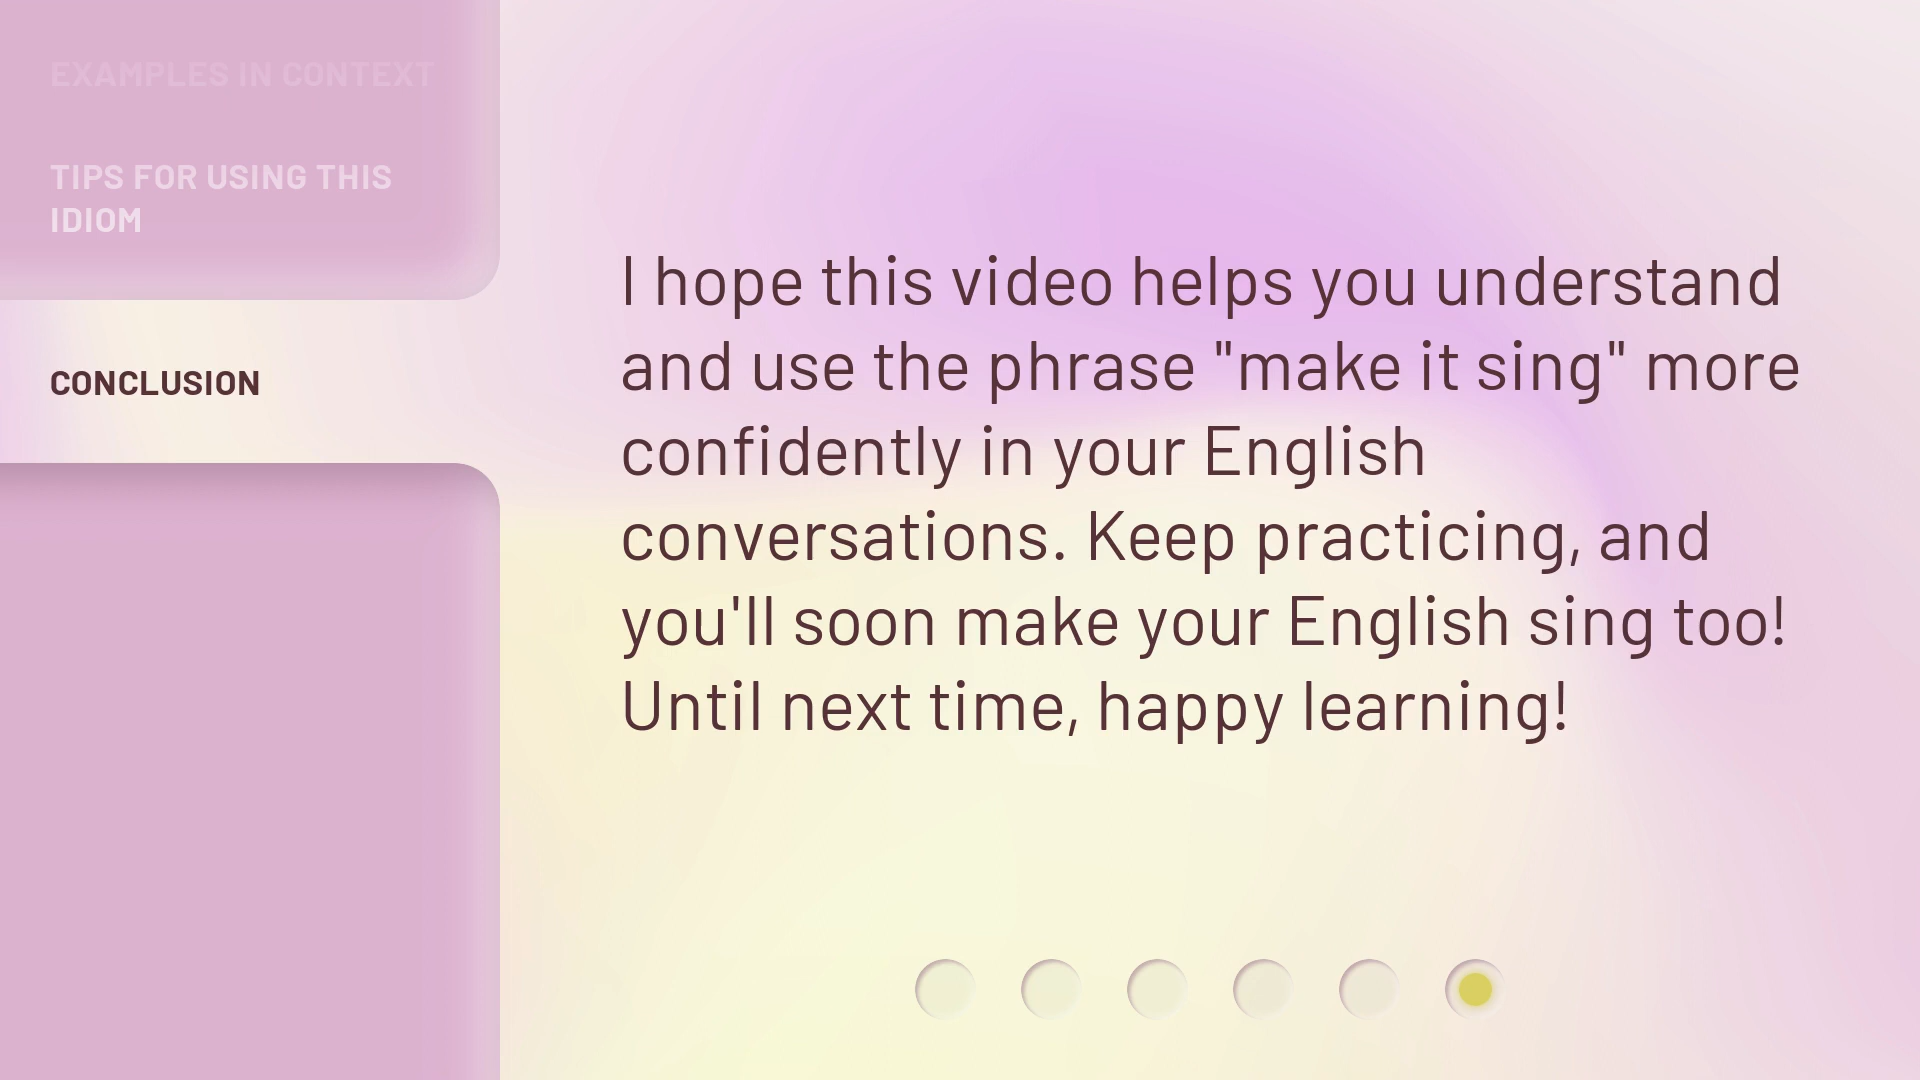 EXAMPLES IN CONTEXT
TIPS FOR USING THIS
IDIOM
CONCLUSION
I hope this video helps you understand
and use the phrase "make it sing" more
confidently in your English
conversations. Keep practicing, and
you'll soon make your English sing too!
Until next time, happy learning!